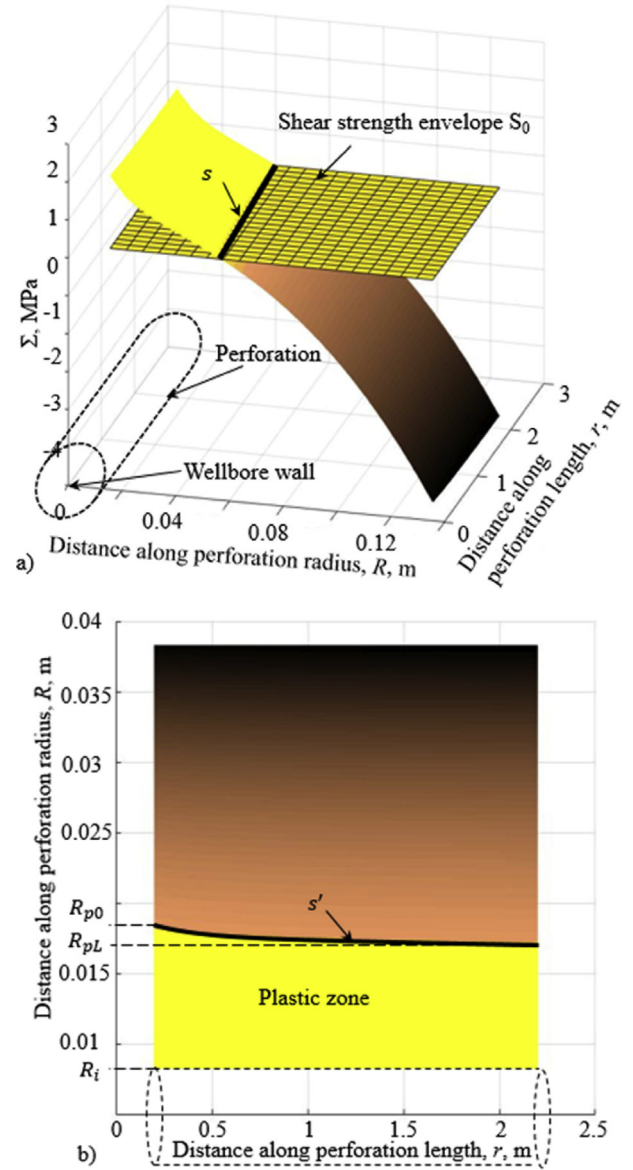 3
2
1
0
-1
-2
-3
-4
Σ, MPa
Shear strength envelope S₀
s
Perforation
Wellbore wall
0
0.04
0.08
0.12
Distance along perforation radius, R, m
0
1
2
3
Distance along
perforation length, r, m
a)
0.04
0.035
0.03
0.025
Rp0
RpL
0.015
0.01
Ri
Distance along perforation radius, R, m
s'
Plastic zone
0
0.5
1
1.5
2
2.5
Distance along perforation length, r, m
b)